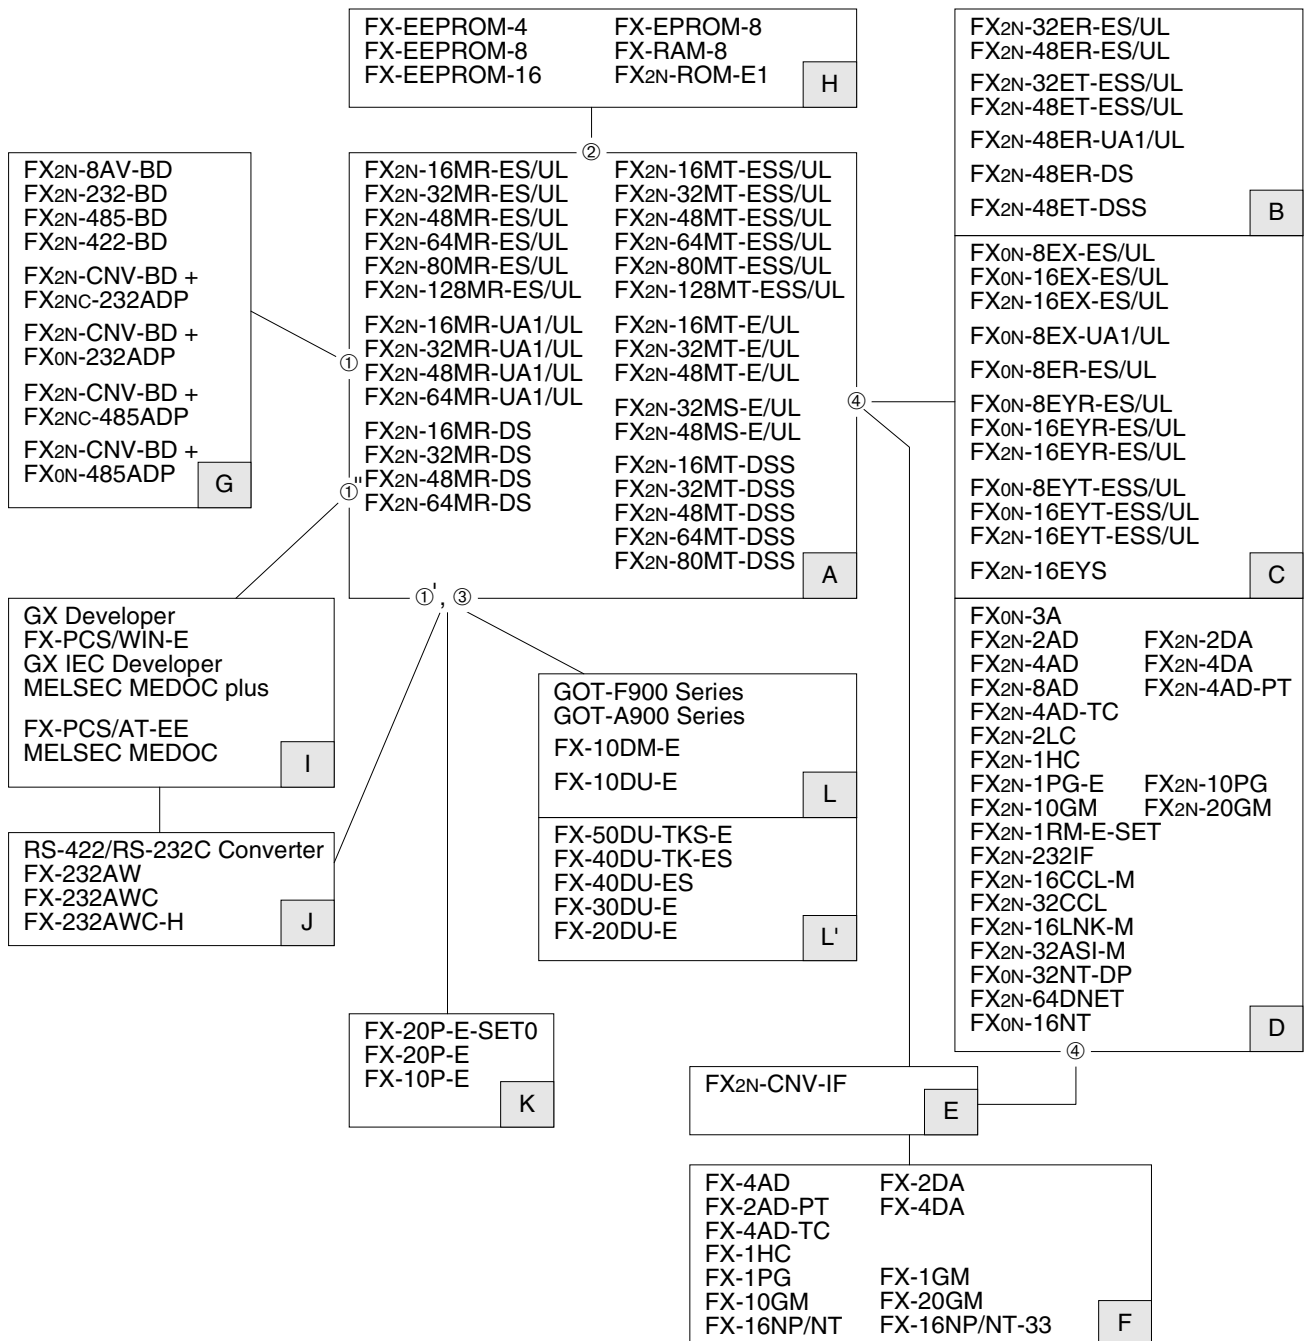 FX-EEPROM-4 FX-EPROM-8
FX-EEPROM-8 FX-RAM-8
FX-EEPROM-16 FX2N-ROM-E1
H
②
FX2N-8AV-BD
FX2N-232-BD
FX2N-485-BD
FX2N-422-BD
FX2N-CNV-BD +
FX2NC-232ADP
FX2N-CNV-BD +
FX0N-232ADP
FX2N-CNV-BD +
FX2NC-485ADP
FX2N-CNV-BD +
FX0N-485ADP
G
①
①"
FX2N-16MR-ES/UL FX2N-16MT-ESS/UL
FX2N-32MR-ES/UL FX2N-32MT-ESS/UL
FX2N-48MR-ES/UL FX2N-48MT-ESS/UL
FX2N-64MR-ES/UL FX2N-64MT-ESS/UL
FX2N-80MR-ES/UL FX2N-80MT-ESS/UL
FX2N-128MR-ES/UL FX2N-128MT-ESS/UL
FX2N-16MR-UA1/UL FX2N-16MT-E/UL
FX2N-32MR-UA1/UL FX2N-32MT-E/UL
FX2N-48MR-UA1/UL FX2N-48MT-E/UL
FX2N-64MR-UA1/UL
FX2N-32MS-E/UL
FX2N-16MR-DS FX2N-48MS-E/UL
FX2N-32MR-DS FX2N-16MT-DSS
FX2N-48MR-DS FX2N-32MT-DSS
FX2N-64MR-DS FX2N-48MT-DSS
FX2N-64MT-DSS
FX2N-80MT-DSS
A
①', ③
④
FX2N-32ER-ES/UL
FX2N-48ER-ES/UL
FX2N-32ET-ESS/UL
FX2N-48ET-ESS/UL
FX2N-48ER-UA1/UL
FX2N-48ER-DS
FX2N-48ET-DSS
B
FX0N-8EX-ES/UL
FX0N-16EX-ES/UL
FX2N-16EX-ES/UL
FX0N-8EX-UA1/UL
FX0N-8ER-ES/UL
FX0N-8EYR-ES/UL
FX0N-16EYR-ES/UL
FX2N-16EYR-ES/UL
FX0N-8EYT-ESS/UL
FX0N-16EYT-ESS/UL
FX2N-16EYT-ESS/UL
FX2N-16EYS
C
FX0N-3A
FX2N-2AD FX2N-2DA
FX2N-4AD FX2N-4DA
FX2N-8AD FX2N-4AD-PT
FX2N-4AD-TC
FX2N-2LC
FX2N-1HC
FX2N-1PG-E FX2N-10PG
FX2N-10GM FX2N-20GM
FX2N-1RM-E-SET
FX2N-232IF
FX2N-16CCL-M
FX2N-32CCL
FX2N-16LNK-M
FX2N-32ASI-M
FX0N-32NT-DP
FX2N-64DNET
FX0N-16NT
D
④
GX Developer
FX-PCS/WIN-E
GX IEC Developer
MELSEC MEDOC plus
FX-PCS/AT-EE
MELSEC MEDOC
I
RS-422/RS-232C Converter
FX-232AW
FX-232AWC
FX-232AWC-H
J
GOT-F900 Series
GOT-A900 Series
FX-10DM-E
FX-10DU-E
L
FX-50DU-TKS-E
FX-40DU-TK-ES
FX-40DU-ES
FX-30DU-E
FX-20DU-E
L'
FX-20P-E-SET0
FX-20P-E
FX-10P-E
K
FX2N-CNV-IF
E
FX-4AD FX-2DA
FX-2AD-PT FX-4DA
FX-4AD-TC
FX-1HC
FX-1PG FX-1GM
FX-10GM FX-20GM
FX-16NP/NT FX-16NP/NT-33
F